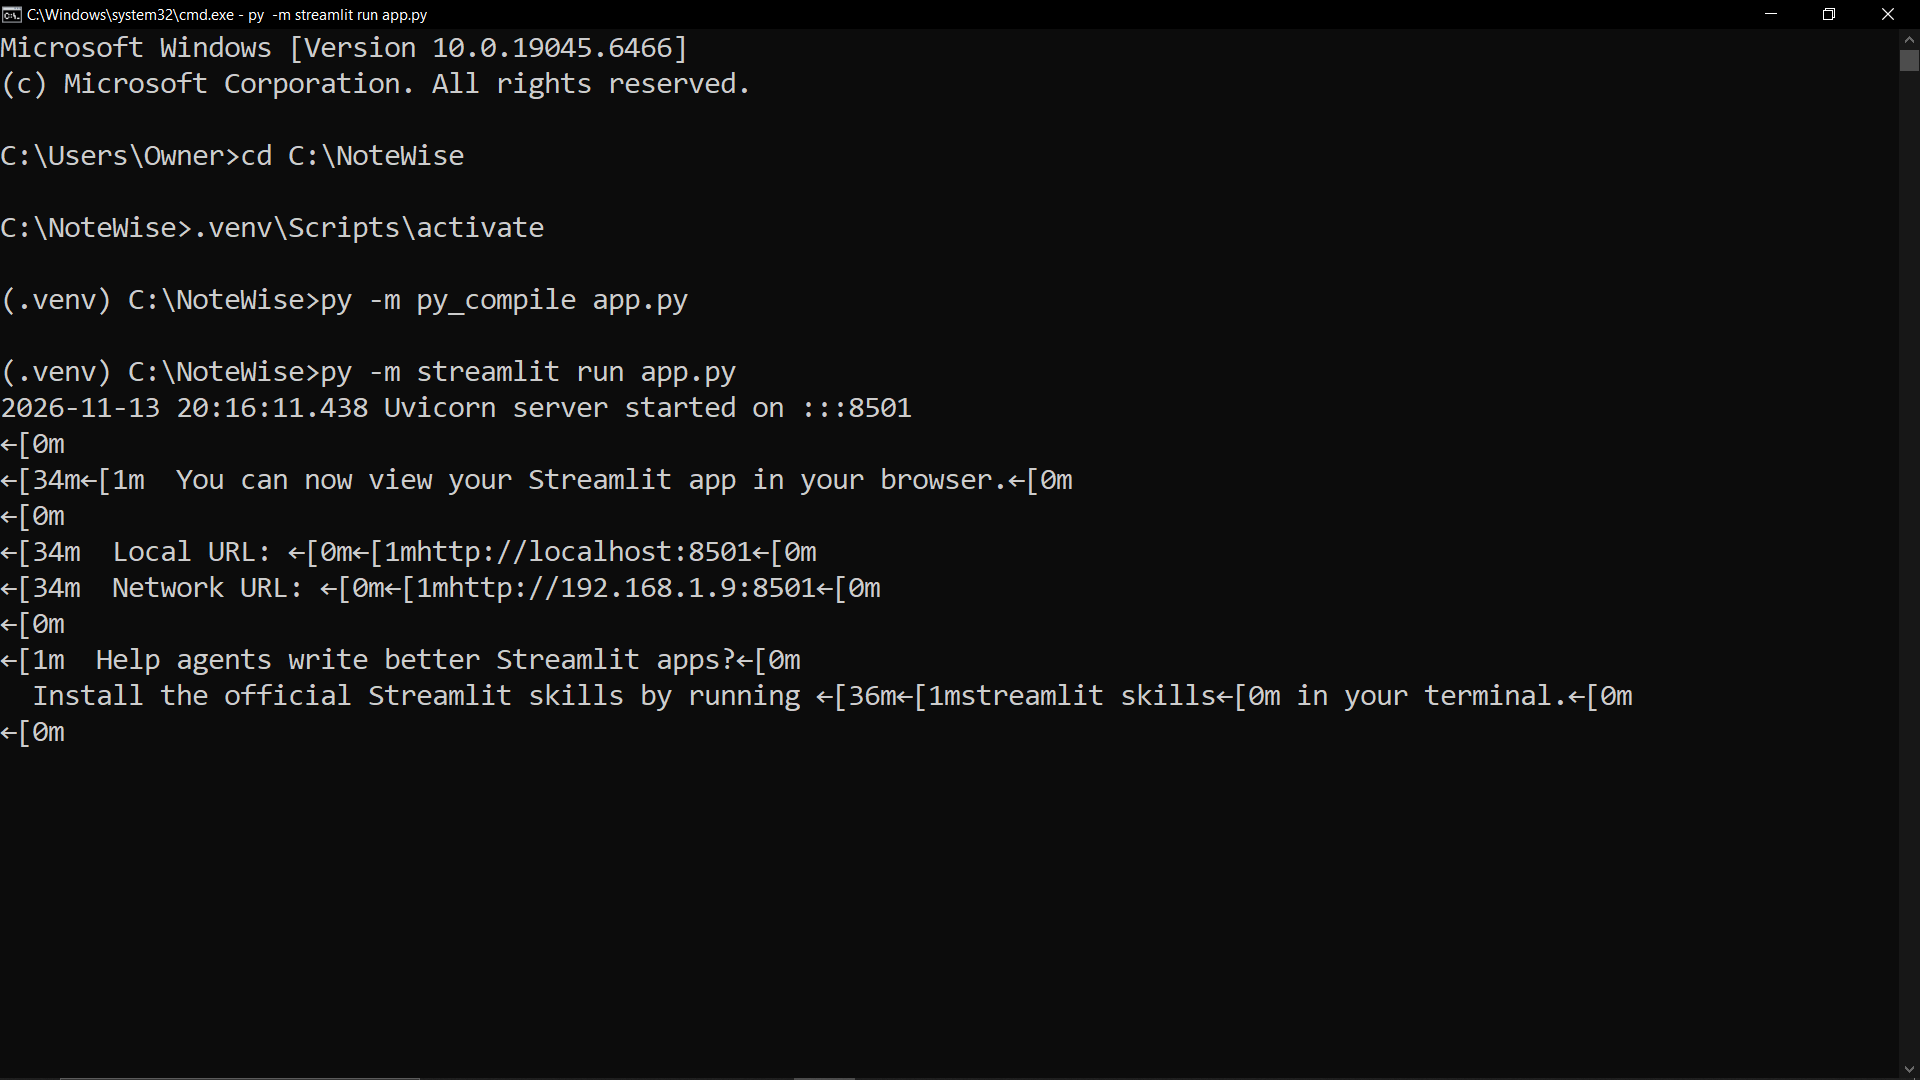 C:\Windows\system32\cmd.exe - py  -m streamlit run app.py
Microsoft Windows [Version 10.0.19045.6466]
(c) Microsoft Corporation. All rights reserved.
C:\Users\Owner>cd C:\NoteWise
C:\NoteWise>.venv\Scripts\activate
(.venv) C:\NoteWise>py -m py_compile app.py
(.venv) C:\NoteWise>py -m streamlit run app.py
2026-11-13 20:16:11.438 Uvicorn server started on :::8501
←[0m
←[34m←[1m  You can now view your Streamlit app in your browser.←[0m
←[0m
←[34m  Local URL: ←[0m←[1mhttp://localhost:8501←[0m
←[34m  Network URL: ←[0m←[1mhttp://192.168.1.9:8501←[0m
←[0m
←[1m  Help agents write better Streamlit apps?←[0m
  Install the official Streamlit skills by running ←[36m←[1mstreamlit skills←[0m in your terminal.←[0m
←[0m